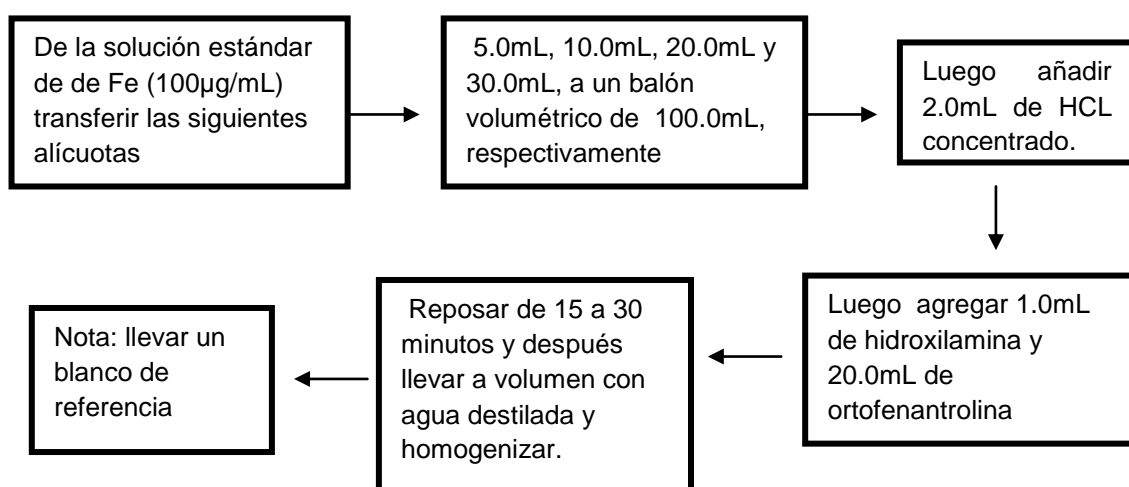 De la solución estándar
de de Fe (100µg/mL)
transferir las siguientes
alícuotas
5.0mL, 10.0mL, 20.0mL y
30.0mL, a un balón
volumétrico de 100.0mL,
respectivamente
Luego añadir
2.0mL de HCL
concentrado.
Luego agregar 1.0mL
de hidroxilamina y
20.0mL de
ortofenantrolina
Reposar de 15 a 30
minutos y después
llevar a volumen con
agua destilada y
homogenizar.
Nota: llevar un
blanco de
referencia